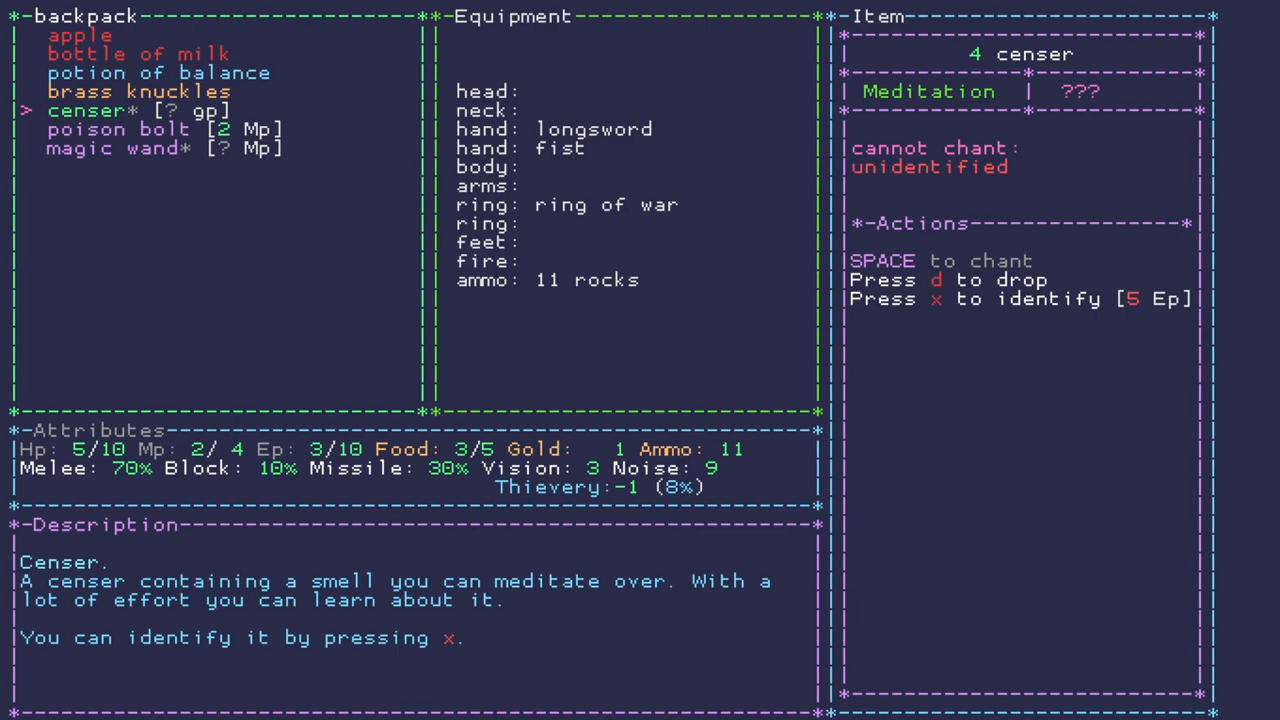 backpack
apple
bottle of milk
potion of balance
brass knuckles
> censer* [? gp]
poison bolt [2 Mp]
magic wand* [? Mp]
Equipment
head:
neck:
hand: longsword
hand: fist
body:
arms:
ring: ring of war
ring:
feet:
fire:
ammo: 11 rocks
Attributes
Hp: 5/10 Mp: 2/ 4 Ep: 3/10 Food: 3/5 Gold: 1 Ammo: 11
Melee: 70% Block: 10% Missile: 30% Vision: 3 Noise: 9
Thievery:-1 (8%)
Description
Censer.
A censer containing a smell you can meditate over. With a
lot of effort you can learn about it.
You can identify it by pressing x.
Item
4 censer
Meditation | ???
cannot chant:
unidentified
Actions
SPACE to chant
Press d to drop
Press x to identify [5 Ep]